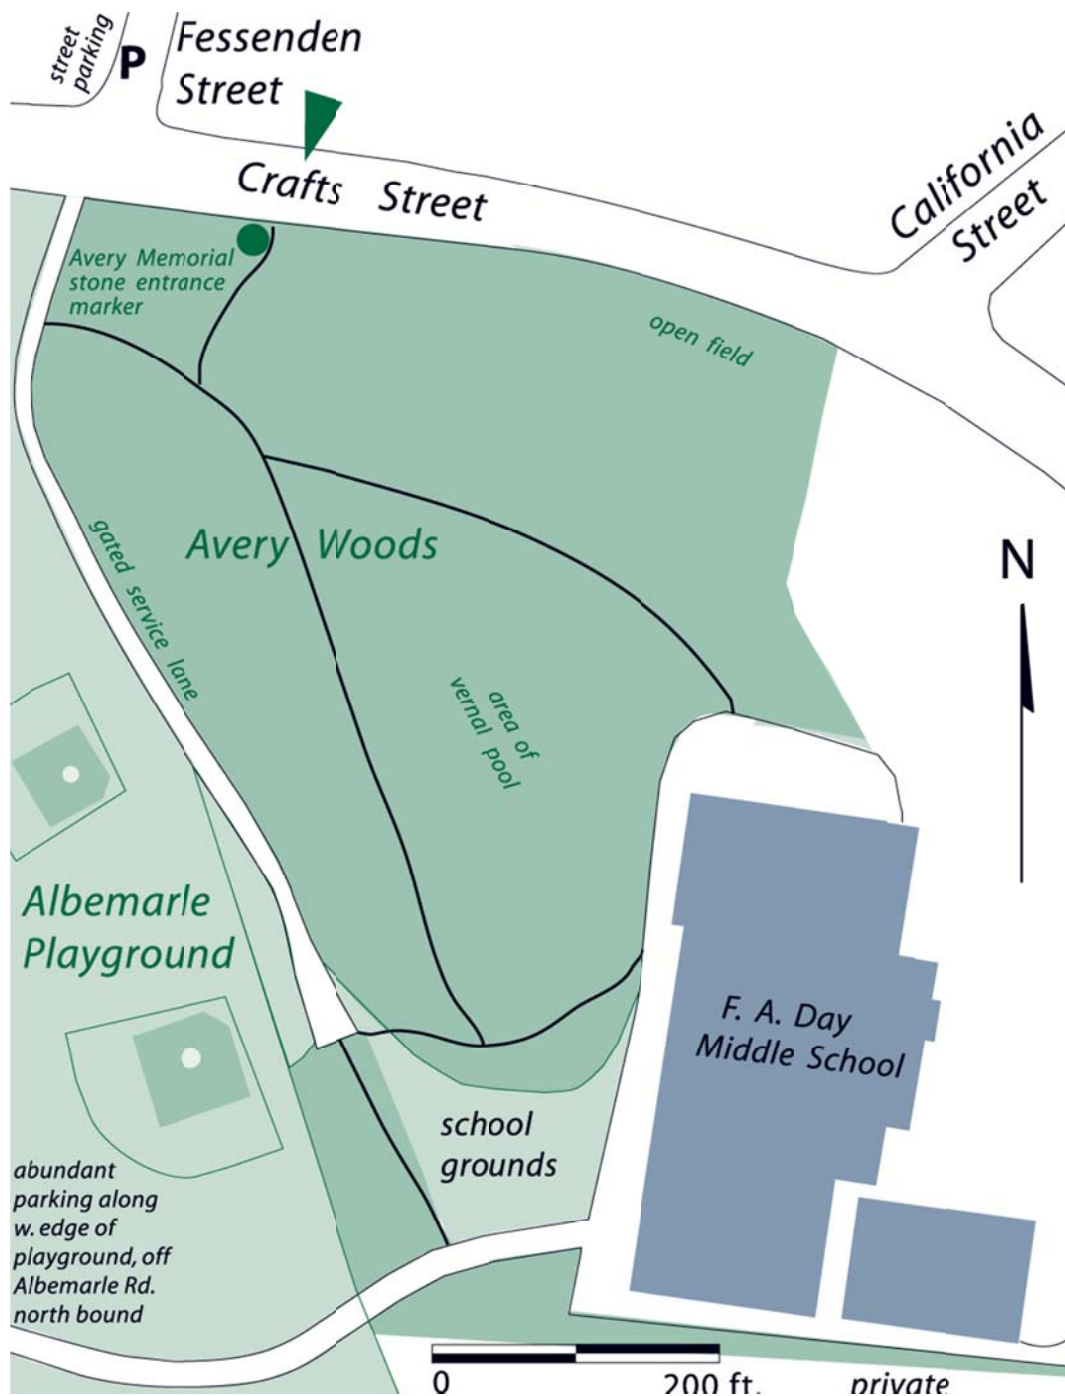 street
parking
P
Fessenden
Street
Crafts Street
California
Street
Avery Memorial
stone entrance
marker
open field
Avery Woods
N
gated service lane
area of
vernal pool
Albemarle
Playground
F. A. Day
Middle School
school
grounds
abundant
parking along
w. edge of
playground, off
Albemarle Rd.
north bound
0 200 ft.
private